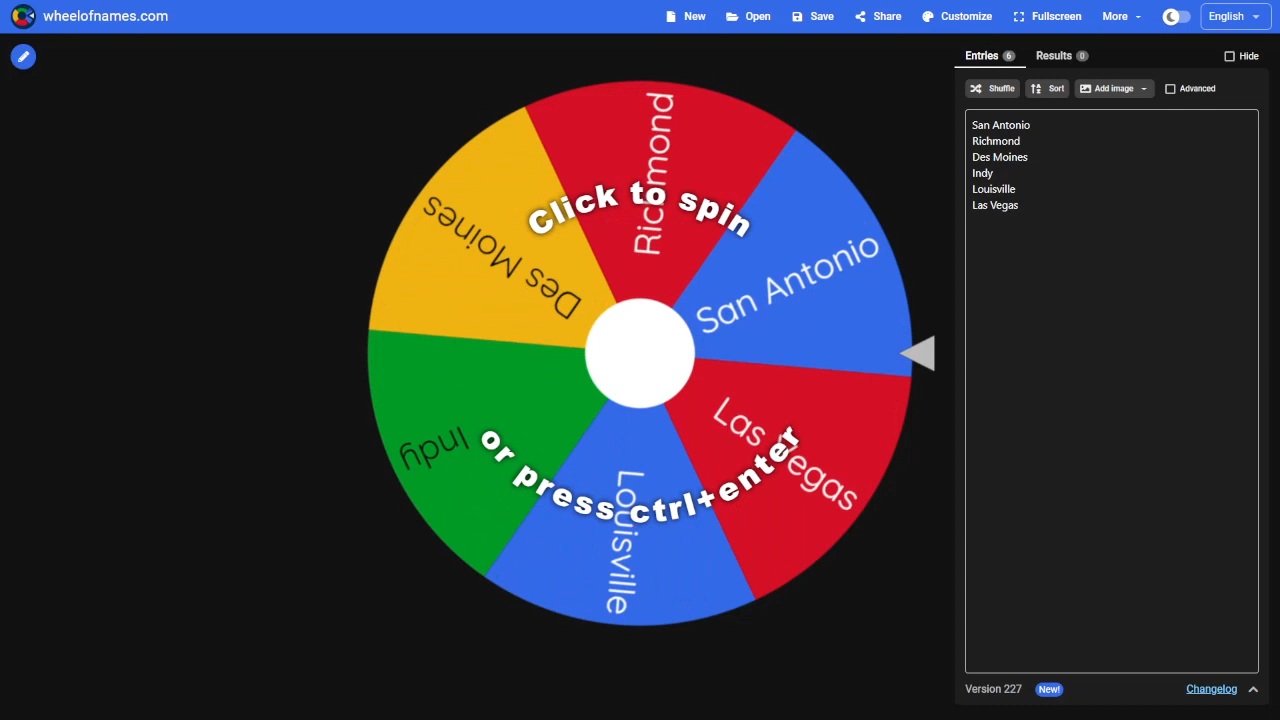 wheelofnames.com
New
Open
Save
Share
Customize
Fullscreen
More
English
Entries 6
Results 0
Hide
Shuffle
Sort
Add image
Advanced
San Antonio
Richmond
Des Moines
Indy
Louisville
Las Vegas
Richmond
San Antonio
Las Vegas
Louisville
Indy
Des Moines
Click to spin
or press ctrl+enter
Version 227
New!
Changelog